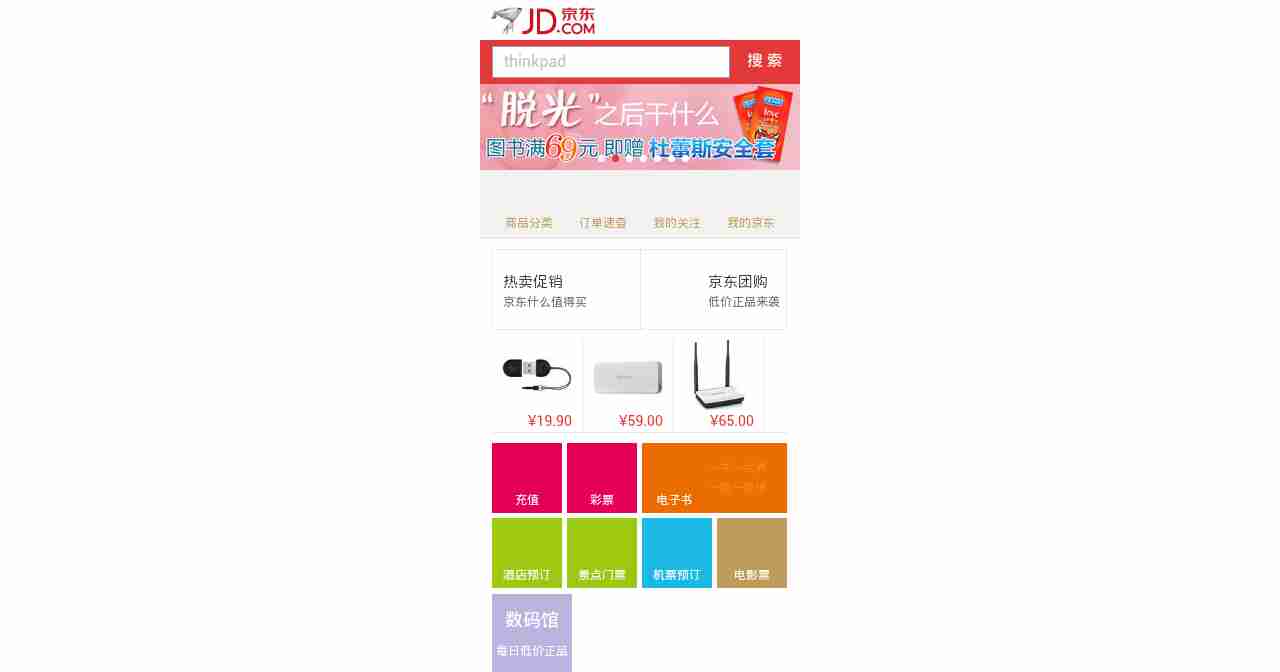 JD 京东
.COM
thinkpad
搜 索
“脱光”之后干什么
图书满69元 即赠 杜蕾斯安全套
love
商品分类 订单速查 我的关注 我的京东
热卖促销
京东什么值得买
京东团购
低价正品来袭
¥19.90 ¥59.00 ¥65.00
充值 彩票 电子书
酒店预订 景点门票 机票预订 电影票
数码馆
每日低价正品